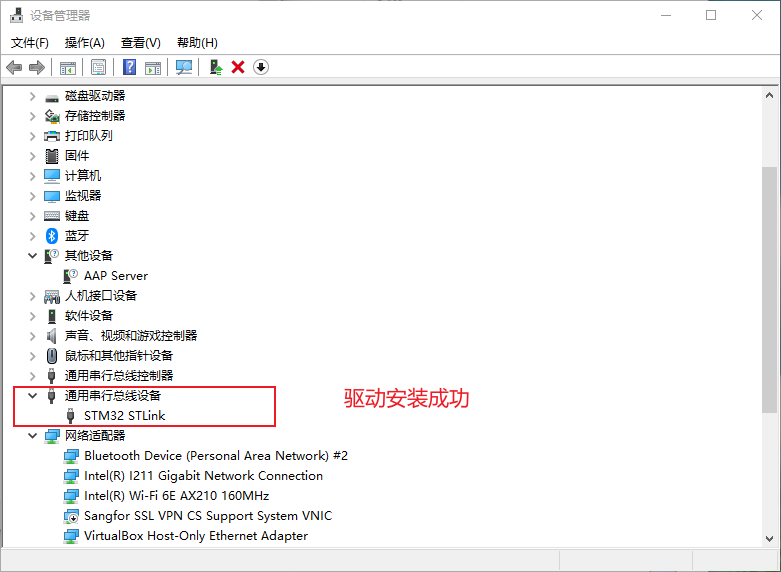 设备管理器
文件(F) 操作(A) 查看(V) 帮助(H)
磁盘驱动器
存储控制器
打印队列
固件
计算机
监视器
键盘
蓝牙
其他设备
AAP Server
人机接口设备
软件设备
声音、视频和游戏控制器
鼠标和其他指针设备
通用串行总线控制器
通用串行总线设备
驱动安装成功
STM32 STLink
网络适配器
Bluetooth Device (Personal Area Network) #2
Intel(R) I211 Gigabit Network Connection
Intel(R) Wi-Fi 6E AX210 160MHz
Sangfor SSL VPN CS Support System VNIC
VirtualBox Host-Only Ethernet Adapter